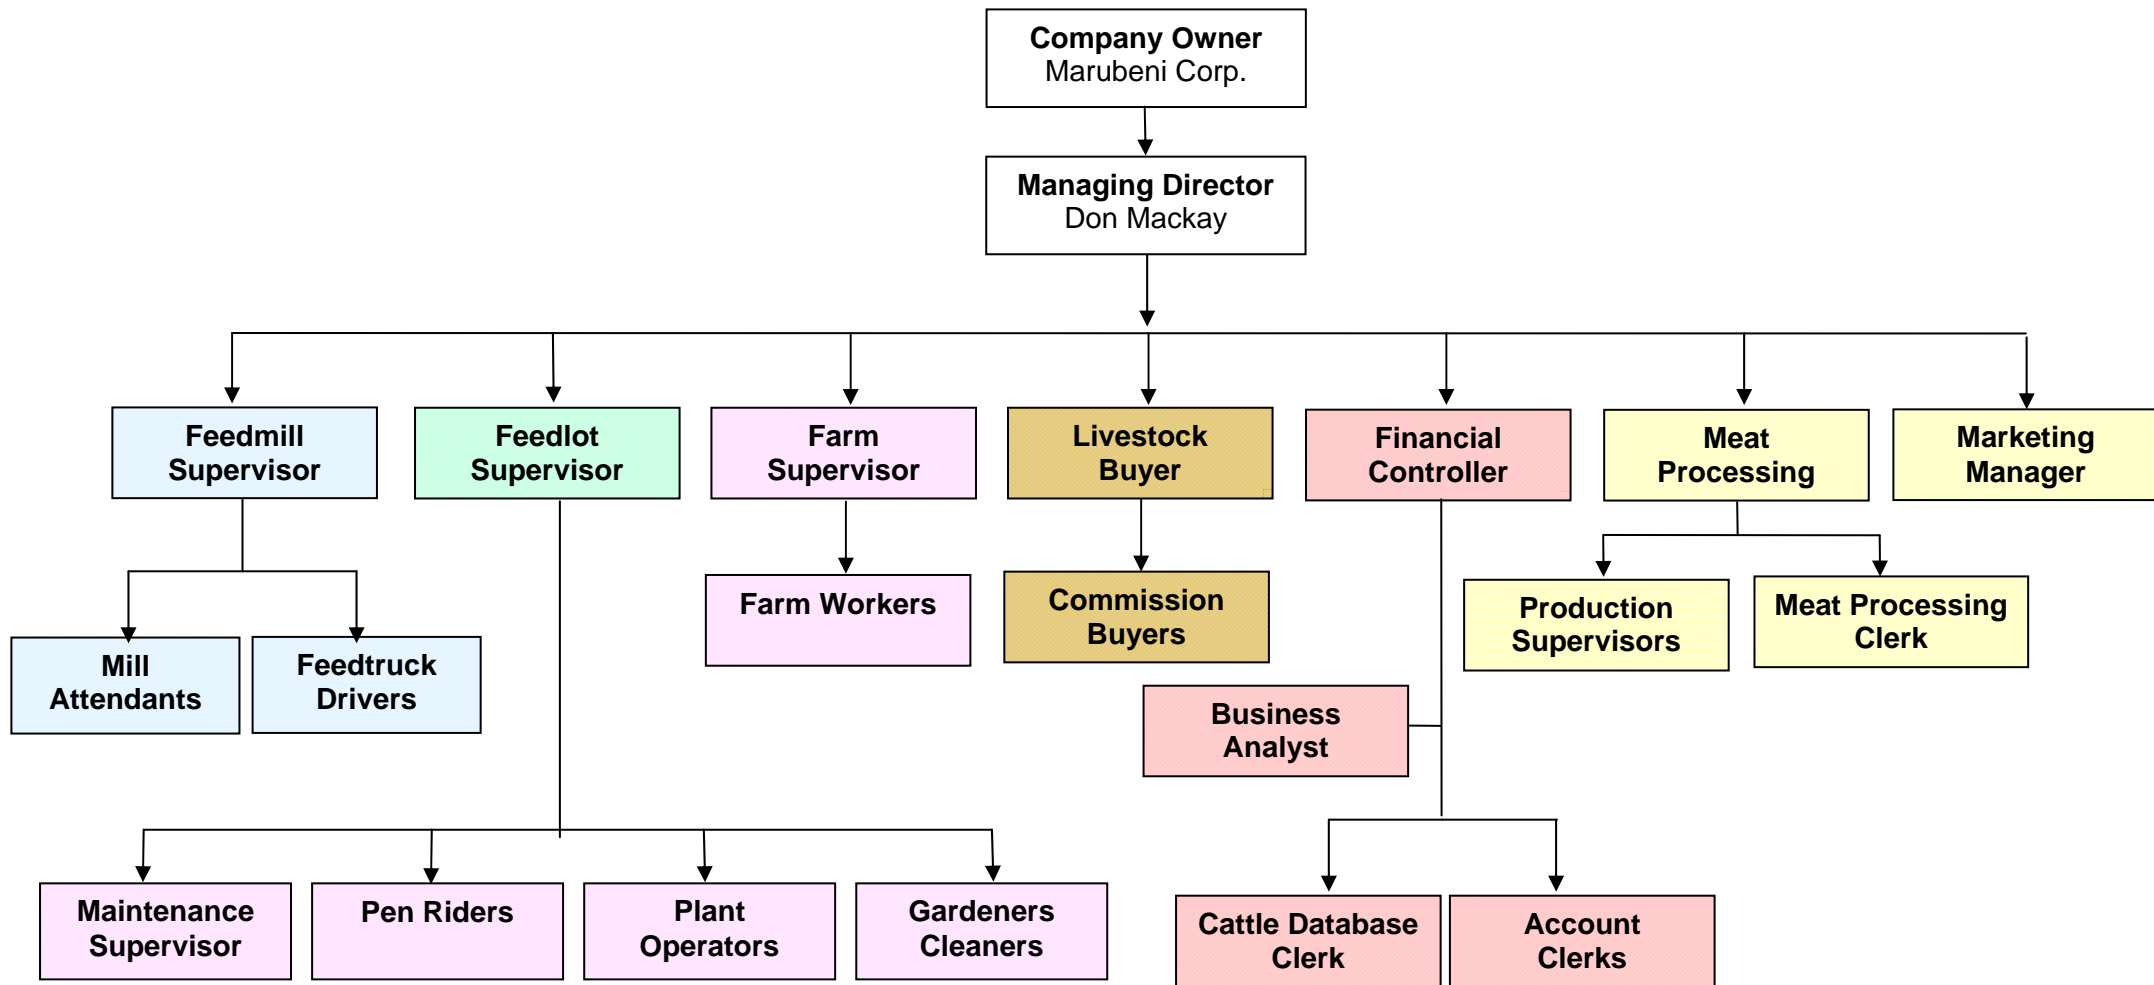 Company Owner
Marubeni Corp.
Managing Director
Don Mackay
Feedmill
Supervisor
Feedlot
Supervisor
Farm
Supervisor
Livestock
Buyer
Financial
Controller
Meat
Processing
Marketing
Manager
Mill
Attendants
Feedtruck
Drivers
Farm Workers
Commission
Buyers
Production
Supervisors
Meat Processing
Clerk
Business
Analyst
Maintenance
Supervisor
Pen Riders
Plant
Operators
Gardeners
Cleaners
Cattle Database
Clerk
Account
Clerks